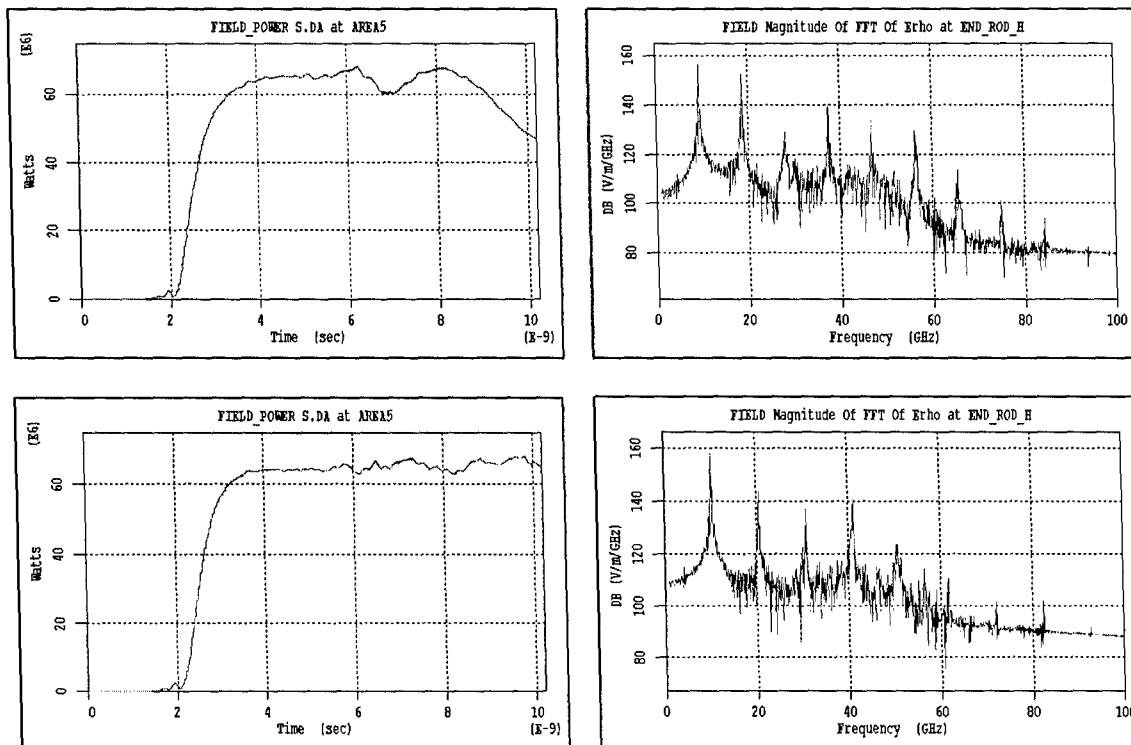 FIELD_POWER S.DA at AREA5
(E6)
Watts
60
40
20
0
0 2 4 6 8 10
Time (sec)
(E-9)
FIELD Magnitude Of FFT Of Erho at END_ROD_H
DB (V/m/GHz)
160
140
120
100
80
0 20 40 60 80 100
Frequency (GHz)
FIELD_POWER S.DA at AREA5
(E6)
Watts
60
40
20
0
0 2 4 6 8 10
Time (sec)
(E-9)
FIELD Magnitude Of FFT Of Erho at END_ROD_H
DB (V/m/GHz)
160
140
120
100
80
0 20 40 60 80 100
Frequency (GHz)